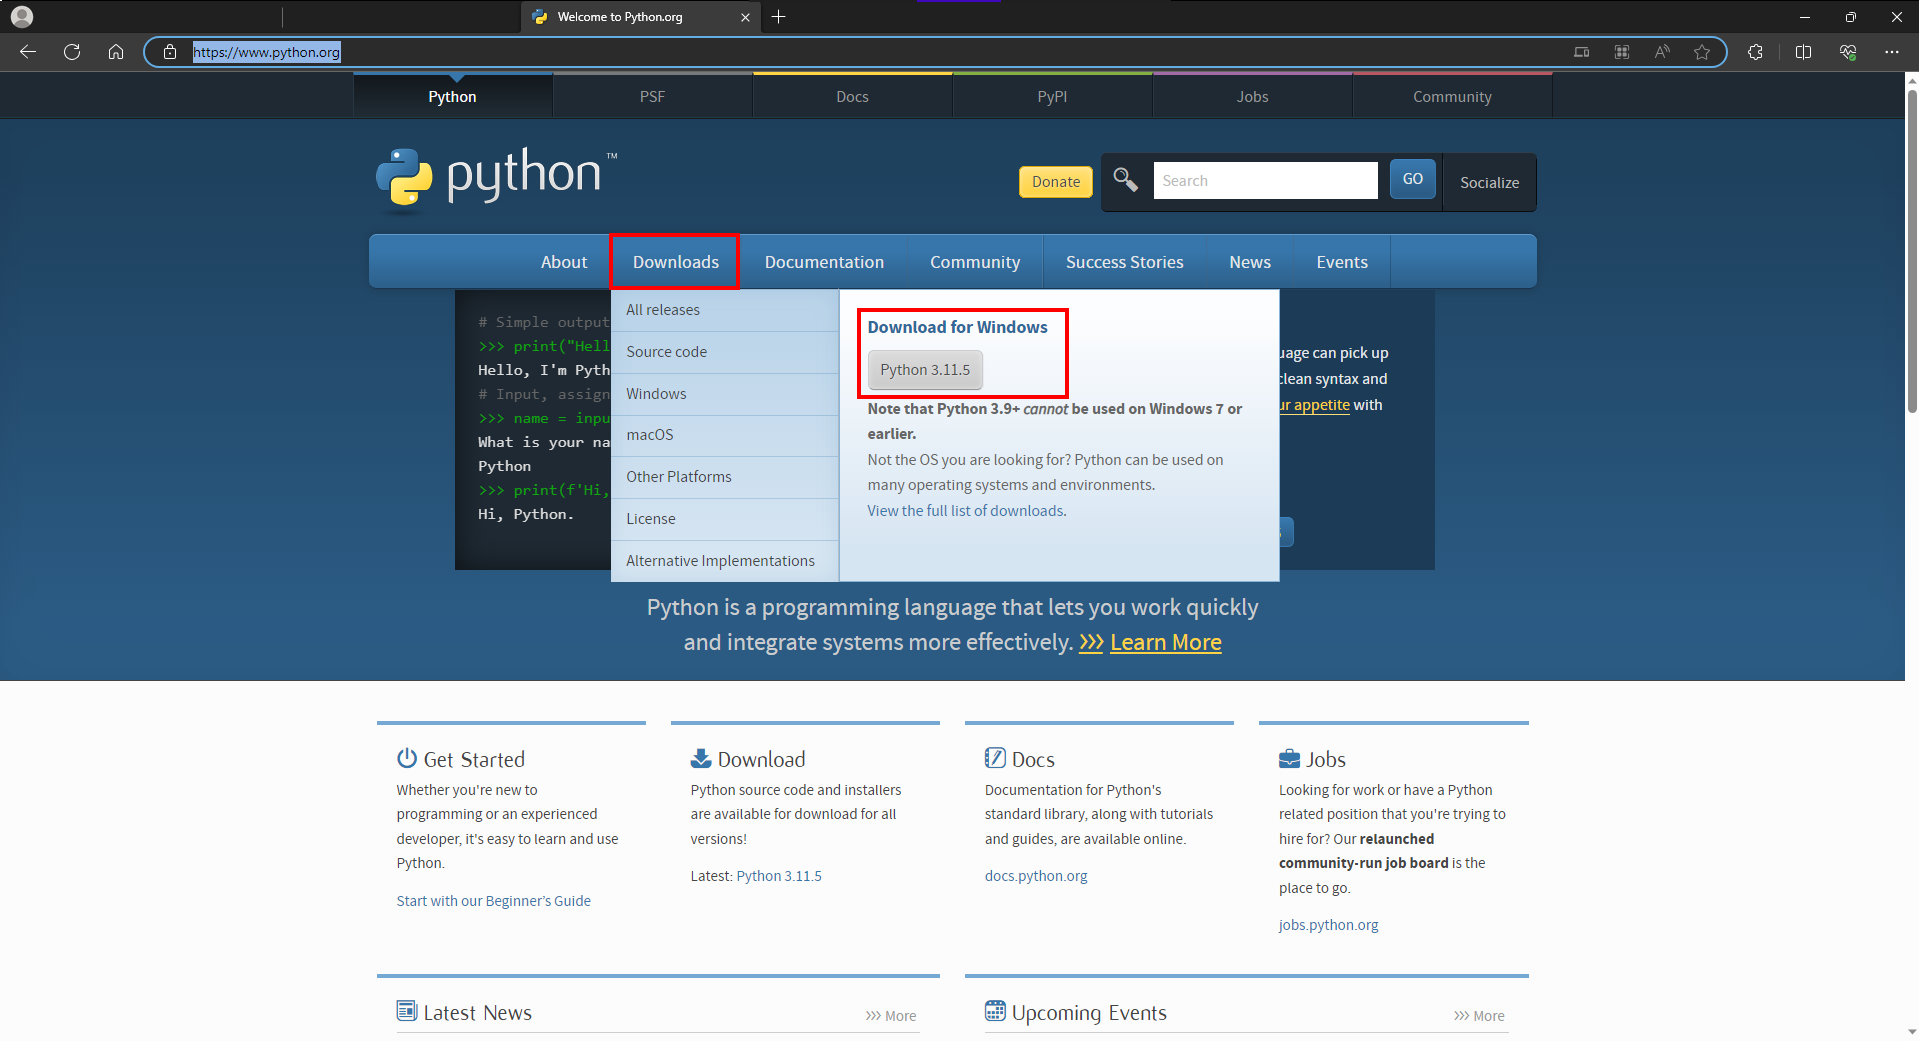 Welcome to Python.org
https://www.python.org
Python
PSF
Docs
PyPI
Jobs
Community
python™
Donate
Search
GO
Socialize
About
Downloads
Documentation
Community
Success Stories
News
Events
# Simple output
>>> print("Hell
Hello, I'm Pyth
# Input, assign
>>> name = inpu
What is your na
Python
>>> print(f'Hi,
Hi, Python.
All releases
Source code
Windows
macOS
Other Platforms
License
Alternative Implementations
Download for Windows
Python 3.11.5
Note that Python 3.9+ cannot be used on Windows 7 or
earlier.
Not the OS you are looking for? Python can be used on
many operating systems and environments.
View the full list of downloads.
uage can pick up
clean syntax and
ur appetite with
Python is a programming language that lets you work quickly
and integrate systems more effectively. >>> Learn More
Get Started
Whether you're new to
programming or an experienced
developer, it's easy to learn and use
Python.
Start with our Beginner’s Guide
Download
Python source code and installers
are available for download for all
versions!
Latest: Python 3.11.5
Docs
Documentation for Python's
standard library, along with tutorials
and guides, are available online.
docs.python.org
Jobs
Looking for work or have a Python
related position that you're trying to
hire for? Our relaunched
community-run job board is the
place to go.
jobs.python.org
Latest News
>>> More
Upcoming Events
>>> More